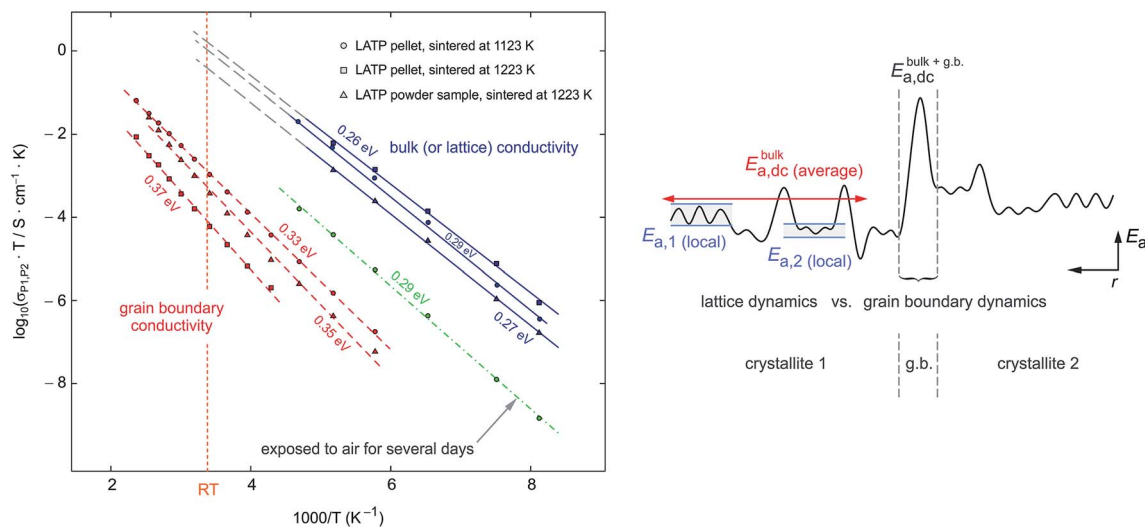 LATP pellet, sintered at 1123 K
LATP pellet, sintered at 1223 K
LATP powder sample, sintered at 1223 K
0.26 eV
bulk (or lattice) conductivity
0.29 eV
0.27 eV
0.33 eV
0.37 eV
0.35 eV
0.29 eV
grain boundary
conductivity
exposed to air for several days
log₁₀(σP1,P2 · T / S · cm⁻¹ · K)
0
− 2
− 4
− 6
− 8
2
RT
4
6
8
1000/T (K⁻¹)
Ea,dc bulk + g.b.
Ea,dc bulk (average)
Ea,1 (local)
Ea,2 (local)
Ea
r
lattice dynamics vs. grain boundary dynamics
crystallite 1
g.b.
crystallite 2